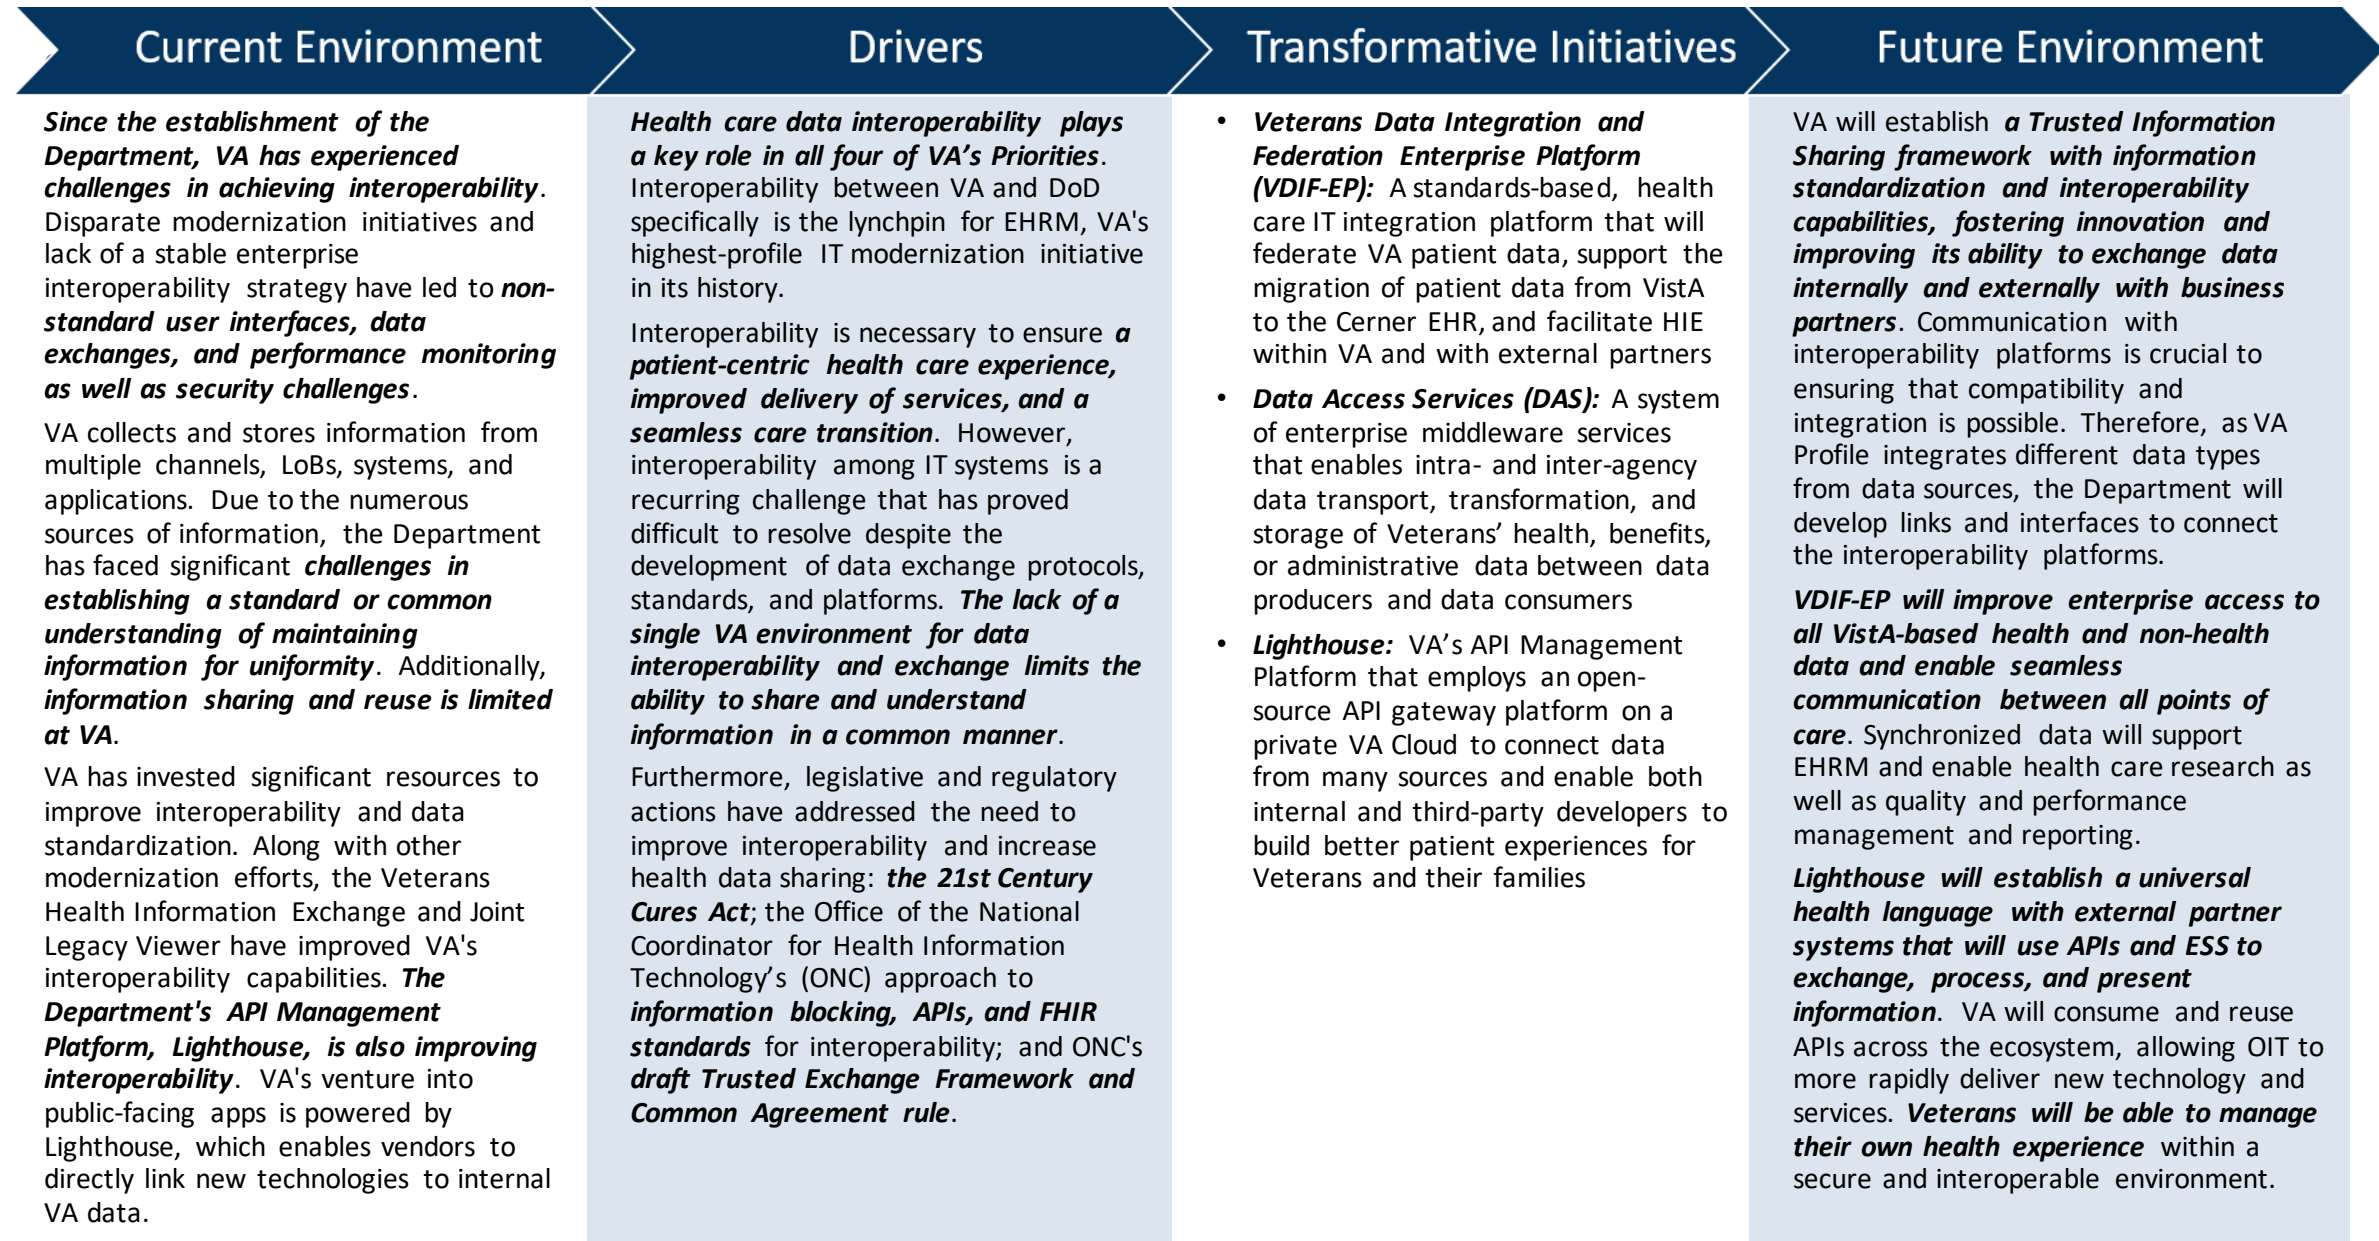 Current Environment
Since the establishment of the
Department, VA has experienced
challenges in achieving interoperability.
Disparate modernization initiatives and
lack of a stable enterprise
interoperability strategy have led to non-
standard user interfaces, data
exchanges, and performance monitoring
as well as security challenges.
VA collects and stores information from
multiple channels, LoBs, systems, and
applications. Due to the numerous
sources of information, the Department
has faced significant challenges in
establishing a standard or common
understanding of maintaining
information for uniformity. Additionally,
information sharing and reuse is limited
at VA.
VA has invested significant resources to
improve interoperability and data
standardization. Along with other
modernization efforts, the Veterans
Health Information Exchange and Joint
Legacy Viewer have improved VA's
interoperability capabilities. The
Department's API Management
Platform, Lighthouse, is also improving
interoperability. VA's venture into
public-facing apps is powered by
Lighthouse, which enables vendors to
directly link new technologies to internal
VA data.
Drivers
Health care data interoperability plays
a key role in all four of VA’s Priorities.
Interoperability between VA and DoD
specifically is the lynchpin for EHRM, VA's
highest-profile IT modernization initiative
in its history.
Interoperability is necessary to ensure a
patient-centric health care experience,
improved delivery of services, and a
seamless care transition. However,
interoperability among IT systems is a
recurring challenge that has proved
difficult to resolve despite the
development of data exchange protocols,
standards, and platforms. The lack of a
single VA environment for data
interoperability and exchange limits the
ability to share and understand
information in a common manner.
Furthermore, legislative and regulatory
actions have addressed the need to
improve interoperability and increase
health data sharing: the 21st Century
Cures Act; the Office of the National
Coordinator for Health Information
Technology’s (ONC) approach to
information blocking, APIs, and FHIR
standards for interoperability; and ONC's
draft Trusted Exchange Framework and
Common Agreement rule.
Transformative Initiatives
• Veterans Data Integration and
Federation Enterprise Platform
(VDIF-EP): A standards-based, health
care IT integration platform that will
federate VA patient data, support the
migration of patient data from VistA
to the Cerner EHR, and facilitate HIE
within VA and with external partners
• Data Access Services (DAS): A system
of enterprise middleware services
that enables intra- and inter-agency
data transport, transformation, and
storage of Veterans’ health, benefits,
or administrative data between data
producers and data consumers
• Lighthouse: VA’s API Management
Platform that employs an open-
source API gateway platform on a
private VA Cloud to connect data
from many sources and enable both
internal and third-party developers to
build better patient experiences for
Veterans and their families
Future Environment
VA will establish a Trusted Information
Sharing framework with information
standardization and interoperability
capabilities, fostering innovation and
improving its ability to exchange data
internally and externally with business
partners. Communication with
interoperability platforms is crucial to
ensuring that compatibility and
integration is possible. Therefore, as VA
Profile integrates different data types
from data sources, the Department will
develop links and interfaces to connect
the interoperability platforms.
VDIF-EP will improve enterprise access to
all VistA-based health and non-health
data and enable seamless
communication between all points of
care. Synchronized data will support
EHRM and enable health care research as
well as quality and performance
management and reporting.
Lighthouse will establish a universal
health language with external partner
systems that will use APIs and ESS to
exchange, process, and present
information. VA will consume and reuse
APIs across the ecosystem, allowing OIT to
more rapidly deliver new technology and
services. Veterans will be able to manage
their own health experience within a
secure and interoperable environment.